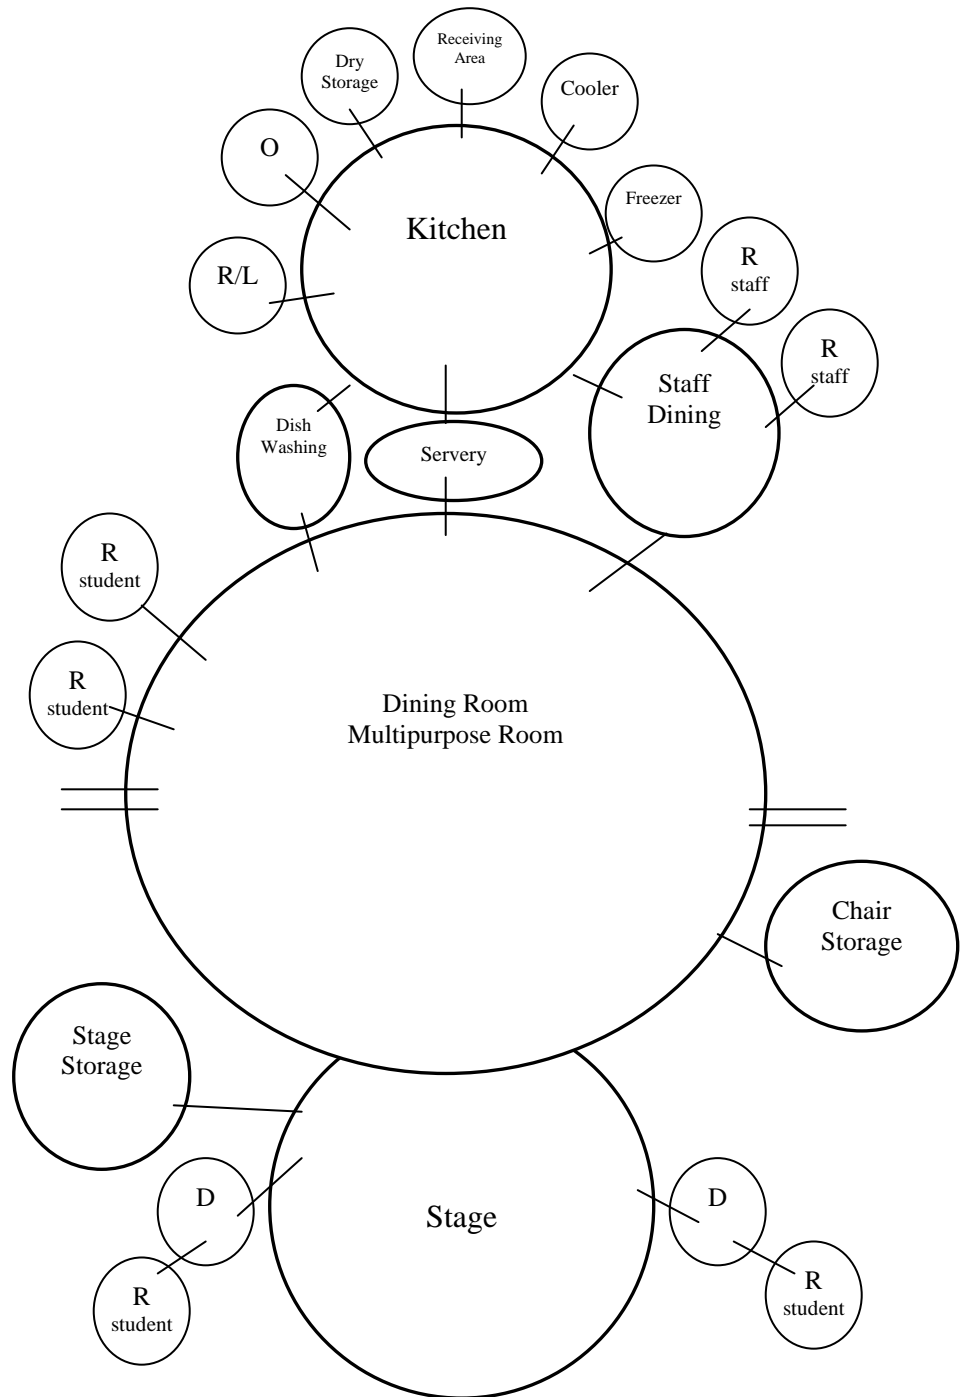 Receiving
Area
Dry
Storage
Cooler
O
Freezer
Kitchen
R
staff
R/L
R
staff
Staff
Dining
Dish
Washing
Servery
R
student
R
student
Dining Room
Multipurpose Room
Chair
Storage
Stage
Storage
D
Stage
D
R
student
R
student